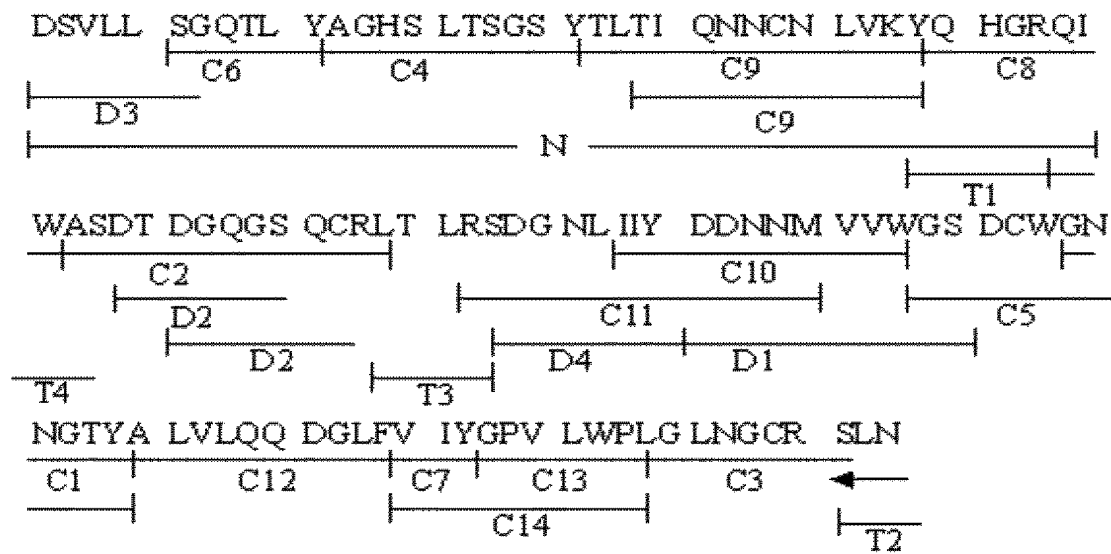 DSVLL SGQTL YAGHS LTSGS YTLTI QNNCN LVKYQ HGRQI
C6 C4 C9 C8
D3 C9
N
T1
WASDT DGQGS QCRLT LRSDG NLIIY DDNNM VVWGS DCWGN
C2 C10
D2 C11 C5
D2 D4 D1
T4 T3
NGTYA LVLQQ DGLFV IYGPV LWPLG LNGCR SLN
C1 C12 C7 C13 C3
C14 T2